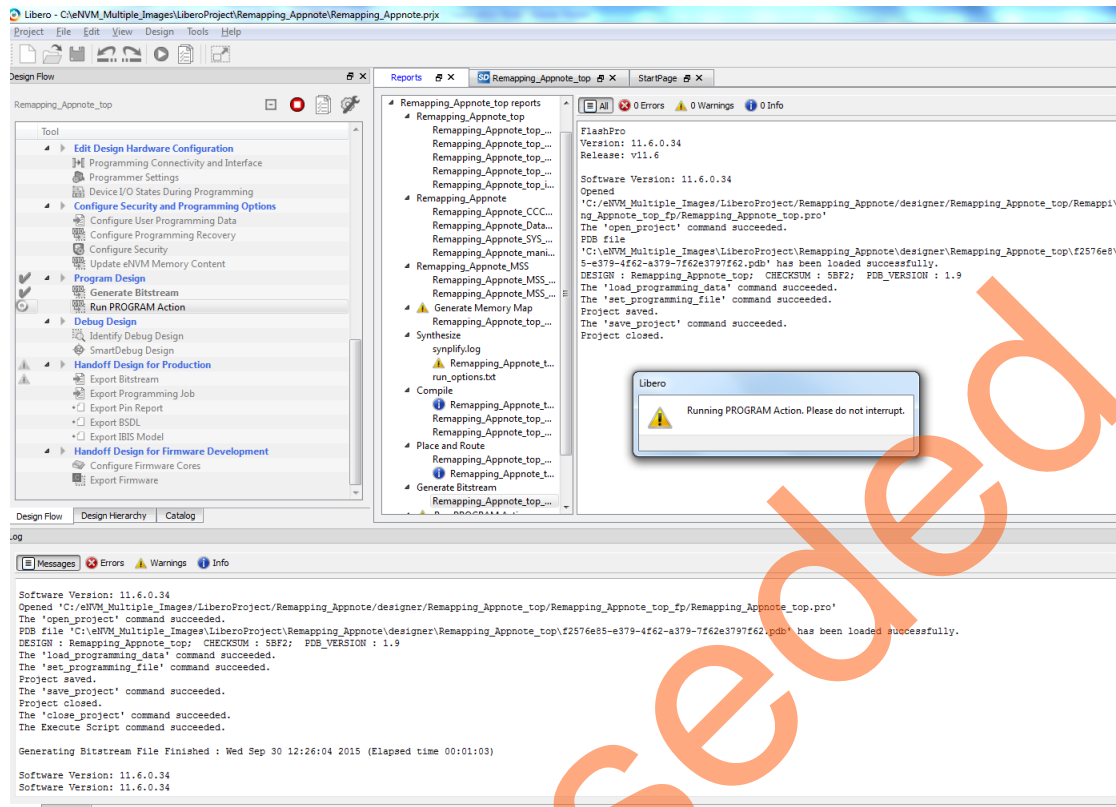 Libero - C:\eNVM_Multiple_Images\LiberoProject\Remapping_Appnote\Remapping_Appnote.prjx
Project File Edit View Design Tools Help
Design Flow
Remapping_Appnote_top
Tool
Edit Design Hardware Configuration
Programming Connectivity and Interface
Programmer Settings
Device I/O States During Programming
Configure Security and Programming Options
Configure User Programming Data
Configure Programming Recovery
Configure Security
Update eNVM Memory Content
Program Design
Generate Bitstream
Run PROGRAM Action
Debug Design
Identify Debug Design
SmartDebug Design
Handoff Design for Production
Export Bitstream
Export Programming Job
Export Pin Report
Export BSDL
Export IBIS Model
Handoff Design for Firmware Development
Configure Firmware Cores
Export Firmware
Design Flow Design Hierarchy Catalog
Reports Remapping_Appnote_top StartPage
Remapping_Appnote_top reports
Remapping_Appnote_top
Remapping_Appnote_top_...
Remapping_Appnote_top_...
Remapping_Appnote_top_...
Remapping_Appnote_top_...
Remapping_Appnote_top_i...
Remapping_Appnote
Remapping_Appnote_CCC...
Remapping_Appnote_Data...
Remapping_Appnote_SYS_...
Remapping_Appnote_mani...
Remapping_Appnote_MSS
Remapping_Appnote_MSS_...
Remapping_Appnote_MSS_...
Generate Memory Map
Remapping_Appnote_top_...
Synthesize
synplify.log
Remapping_Appnote_t...
run_options.txt
Compile
Remapping_Appnote_t...
Remapping_Appnote_top_...
Remapping_Appnote_top_...
Place and Route
Remapping_Appnote_top_...
Remapping_Appnote_t...
Generate Bitstream
Remapping_Appnote_top_...
Run PROGRAM Action
All 0 Errors 0 Warnings 0 Info
FlashPro
Version: 11.6.0.34
Release: v11.6
Software Version: 11.6.0.34
Opened
'C:/eNVM_Multiple_Images/LiberoProject/Remapping_Appnote/designer/Remapping_Appnote_top/Remappi
ng_Appnote_top_fp/Remapping_Appnote_top.pro'
The 'open_project' command succeeded.
PDB file
'C:\eNVM_Multiple_Images\LiberoProject\Remapping_Appnote\designer\Remapping_Appnote_top\f2576e8
5-e379-4f62-a379-7f62e3797f62.pdb' has been loaded successfully.
DESIGN : Remapping_Appnote_top; CHECKSUM : 5BF2; PDB_VERSION : 1.9
The 'load_programming_data' command succeeded.
The 'set_programming_file' command succeeded.
Project saved.
The 'save_project' command succeeded.
Project closed.
Libero
Running PROGRAM Action. Please do not interrupt.
Messages Errors Warnings Info
Software Version: 11.6.0.34
Opened 'C:/eNVM_Multiple_Images/LiberoProject/Remapping_Appnote/designer/Remapping_Appnote_top/Remapping_Appnote_top_fp/Remapping_Appnote_top.pro'
The 'open_project' command succeeded.
PDB file 'C:\eNVM_Multiple_Images\LiberoProject\Remapping_Appnote\designer\Remapping_Appnote_top\f2576e85-e379-4f62-a379-7f62e3797f62.pdb' has been loaded successfully.
DESIGN : Remapping_Appnote_top; CHECKSUM : 5BF2; PDB_VERSION : 1.9
The 'load_programming_data' command succeeded.
The 'set_programming_file' command succeeded.
Project saved.
The 'save_project' command succeeded.
Project closed.
The 'close_project' command succeeded.
The Execute Script command succeeded.
Generating Bitstream File Finished : Wed Sep 30 12:26:04 2015 (Elapsed time 00:01:03)
Software Version: 11.6.0.34
Software Version: 11.6.0.34
seded